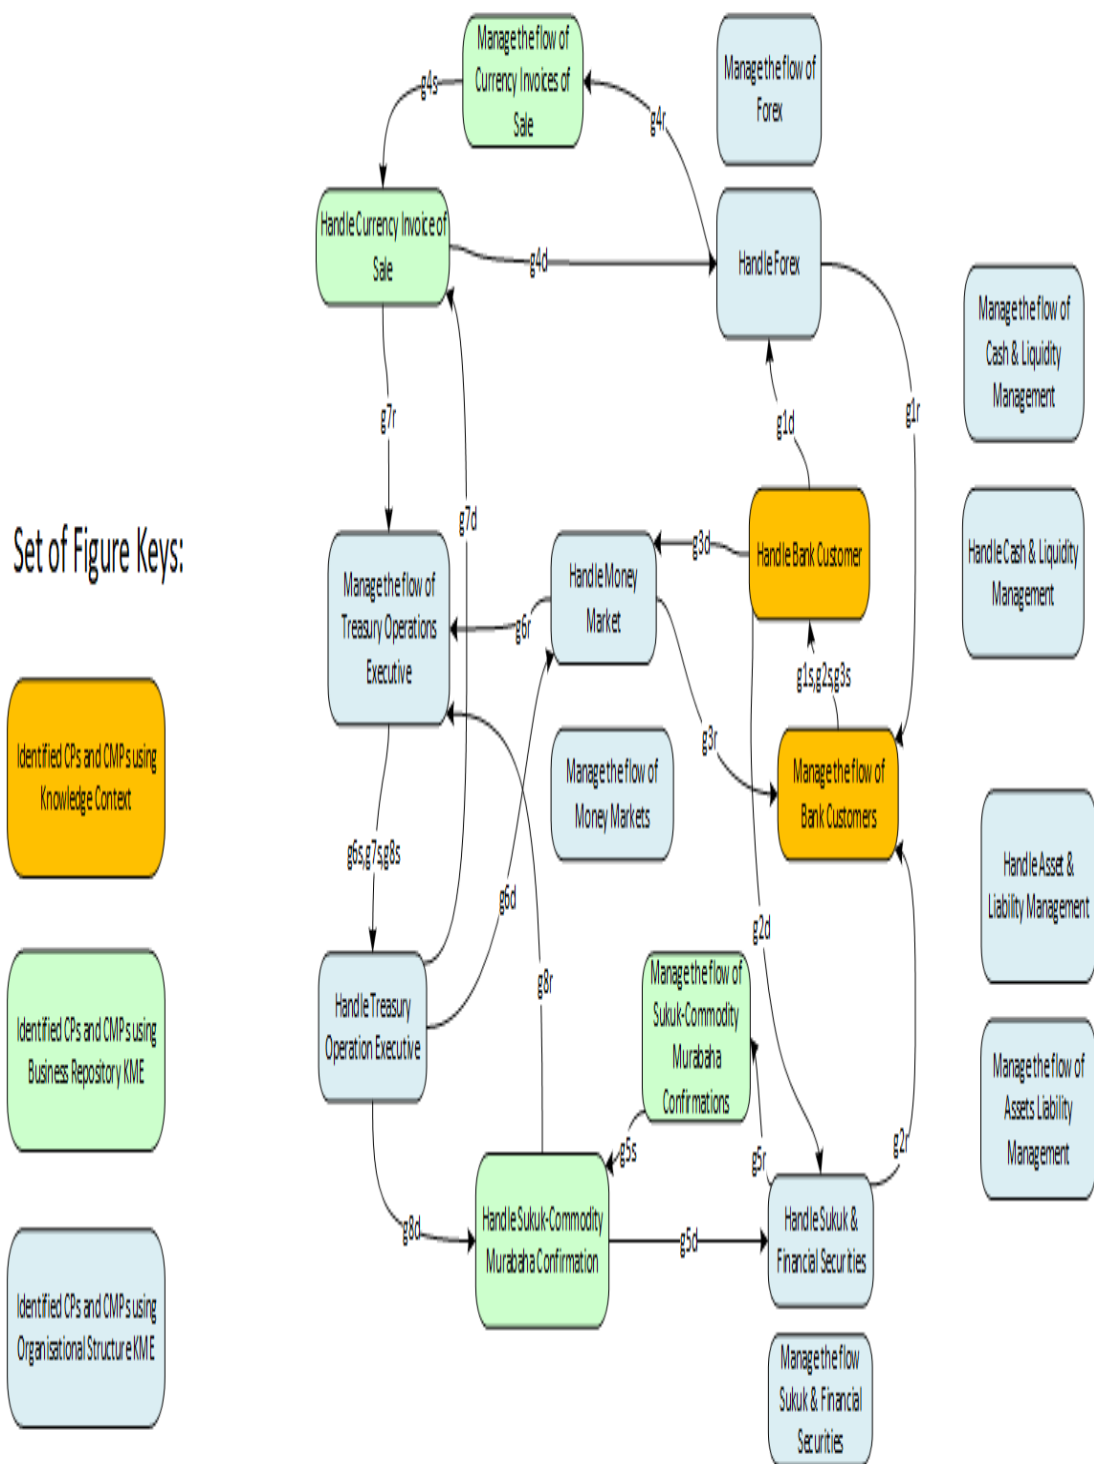 Manage the flow of
Currency Invoices of
Sale
Manage the flow of
Forex
g4s
g4r
Handle Currency Invoice of
Sale
g4d
Handle Forex
Manage the flow of
Cash & Liquidity
Management
g7r
g1d
g1r
g7d
Set of Figure Keys:
Manage the flow of
Treasury Operations
Executive
Handle Money
Market
g3d
Handle Bank Customer
Handle Cash & Liquidity
Management
g6r
g1s,g2s,g3s
g3r
Identified CPs and CMPs using
Knowledge Context
Manage the flow of
Money Markets
Manage the flow of
Bank Customers
g6s,g7s,g8s
g6d
Handle Asset &
Liability Management
g2d
g8r
Identified CPs and CMPs using
Business Repository KME
Handle Treasury
Operation Executive
Manage the flow of
Sukuk-Commodity
Murabaha
Confirmations
Manage the flow of
Assets Liability
Management
g5s
g5r
g2r
g8d
Handle Sukuk-Commodity
Murabaha Confirmation
g5d
Handle Sukuk &
Financial Securities
Identified CPs and CMPs using
Organisational Structure KME
Manage the flow
Sukuk & Financial
Securities